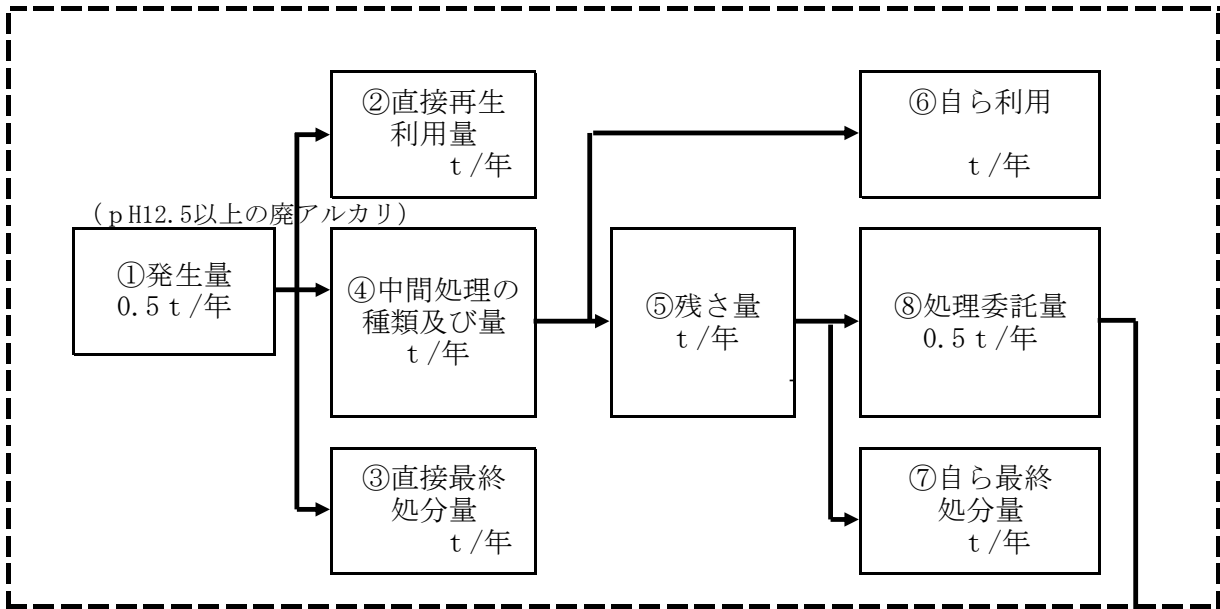 ②直接再生
利用量
t/年
⑥自ら利用
t/年
(pH12.5以上の廃アルカリ)
①発生量
0.5t/年
④中間処理の
種類及び量
t/年
⑤残さ量
t/年
⑧処理委託量
0.5t/年
③直接最終
処分量
t/年
⑦自ら最終
処分量
t/年